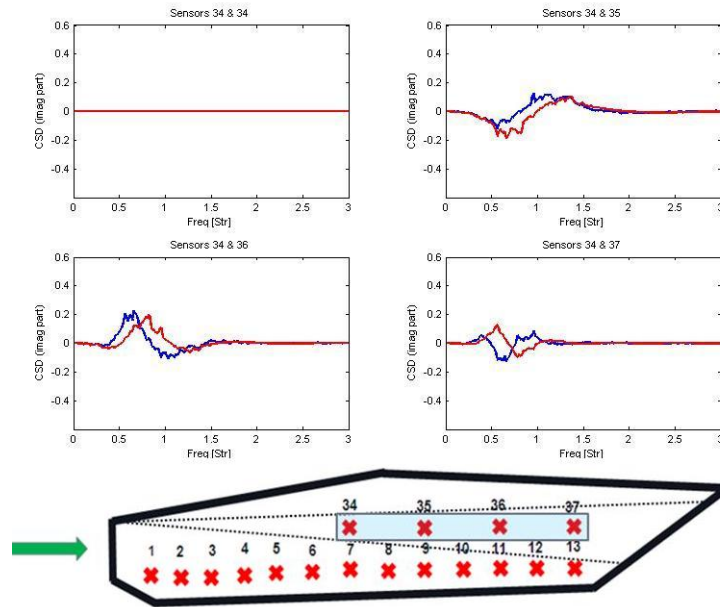 Sensors 34 & 34
0.6
0.4
0.2
0
-0.2
-0.4
CSD (imag part)
0 0.5 1 1.5 2 2.5 3
Freq [Str]
Sensors 34 & 35
0.6
0.4
0.2
0
-0.2
-0.4
CSD (imag part)
0 0.5 1 1.5 2 2.5 3
Freq [Str]
Sensors 34 & 36
0.6
0.4
0.2
0
-0.2
-0.4
CSD (imag part)
0 0.5 1 1.5 2 2.5 3
Freq [Str]
Sensors 34 & 37
0.6
0.4
0.2
0
-0.2
-0.4
CSD (imag part)
0 0.5 1 1.5 2 2.5 3
Freq [Str]
34 35 36 37
1 2 3 4 5 6 7 8 9 10 11 12 13